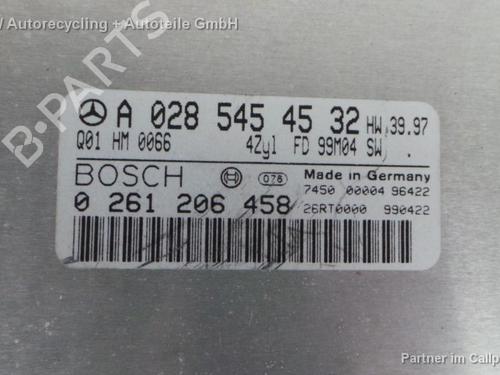 / Autorecycling + Autoteile GmbH
B-PARTS
A 028 545 45 32 HW.39.97
Q01 HM 0066 4Zyl FD 99M04 SW .
BOSCH 078 Made in Germany
7450 00004 96422
0 261 206 458 26RT0000 990422
Partner im Callp